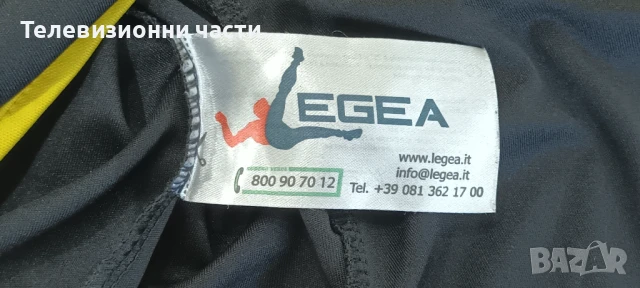 Телевизионни части
LEGEA
www.legea.it
info@legea.it
800 90 70 12
Tel. +39 081 362 17 00
BAZAR